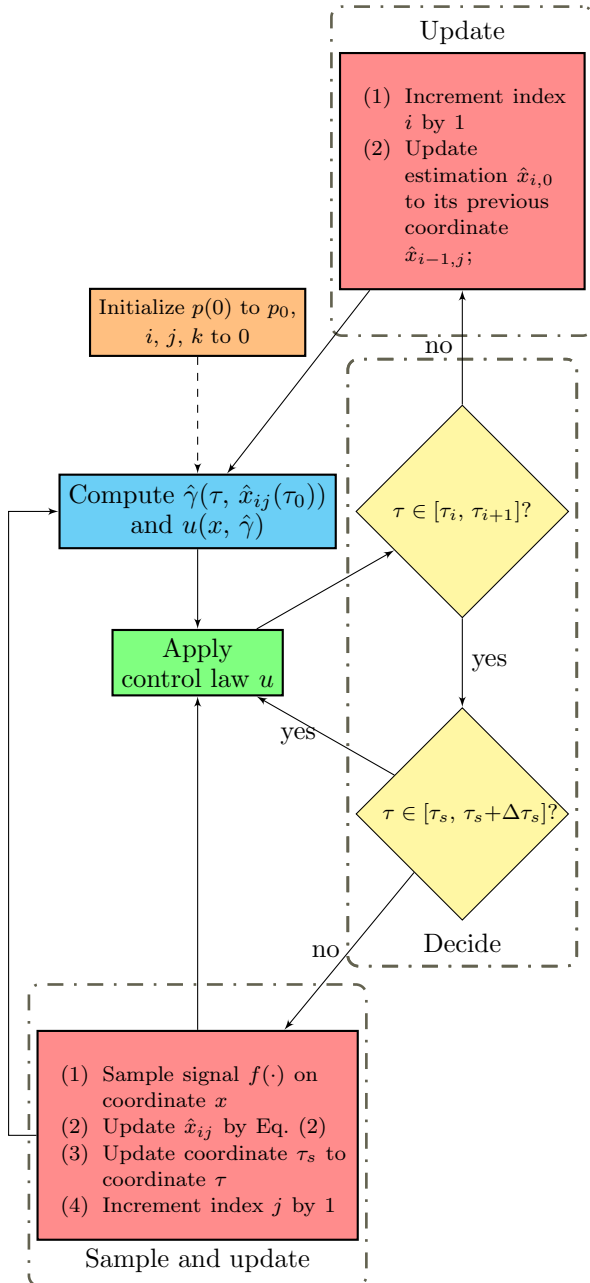 Update
(1) Increment index
i by 1
(2) Update
estimation x̂_{i,0}
to its previous
coordinate
x̂_{i−1,j};
Initialize p(0) to p_0,
i, j, k to 0
no
Compute γ̂(τ, x̂_{ij}(τ_0))
and u(x, γ̂)
τ ∈ [τ_i, τ_{i+1}]?
Apply
control law u
yes
yes
τ ∈ [τ_s, τ_s+Δτ_s]?
no
Decide
(1) Sample signal f(·) on
coordinate x
(2) Update x̂_{ij} by Eq. (2)
(3) Update coordinate τ_s to
coordinate τ
(4) Increment index j by 1
Sample and update